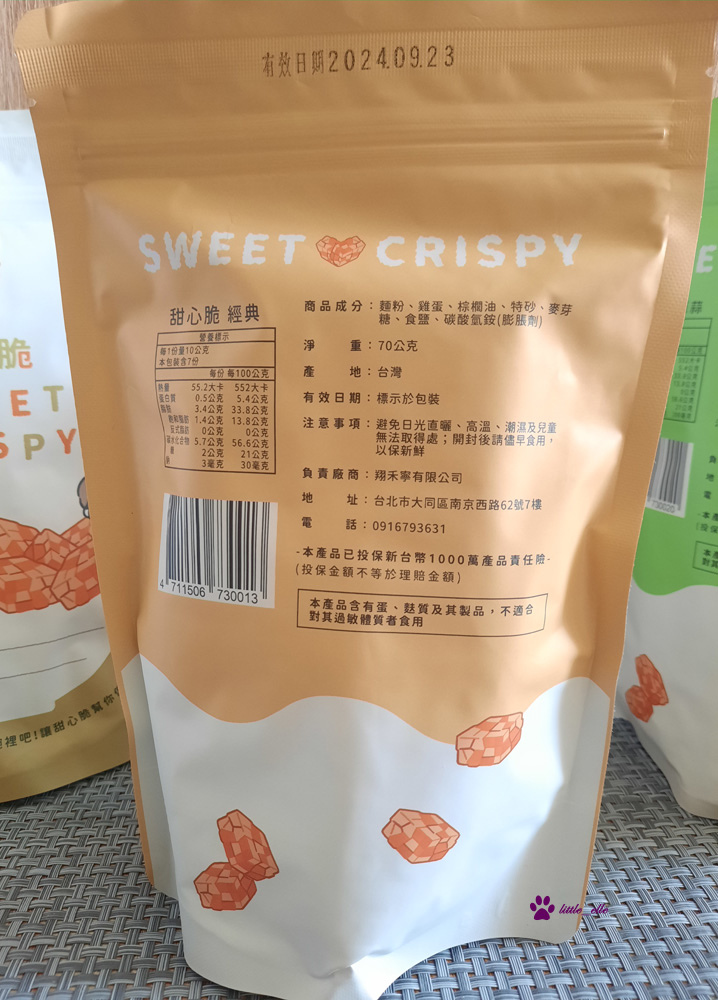 有效日期2024.09.23
SWEET CRISPY
甜心脆 經典
營養標示
每1份量10公克
本包裝含7份
每份 每100公克
熱量 55.2大卡 552大卡
蛋白質 0.5公克 5.4公克
脂肪 3.4公克 33.8公克
飽和脂肪 1.4公克 13.8公克
反式脂肪 0公克 0公克
碳水化合物 5.7公克 56.6公克
糖 2公克 21公克
鈉 3毫克 30毫克
4 711506 730013
商品成分：麵粉、雞蛋、棕櫚油、特砂、麥芽
糖、食鹽、碳酸氫銨(膨脹劑)
淨 重：70公克
產 地：台灣
有效日期：標示於包裝
注意事項：避免日光直曬、高溫、潮濕及兒童
無法取得處；開封後請儘早食用，
以保新鮮
負責廠商：翔禾寧有限公司
地 址：台北市大同區南京西路62號7樓
電 話：0916793631
-本產品已投保新台幣1000萬產品責任險-
(投保金額不等於理賠金額)
本產品含有蛋、麩質及其製品，不適合
對其過敏體質者食用
脆
ET
SPY
裡吧!讓甜心脆幫你
E
蒜
730020
little elfe